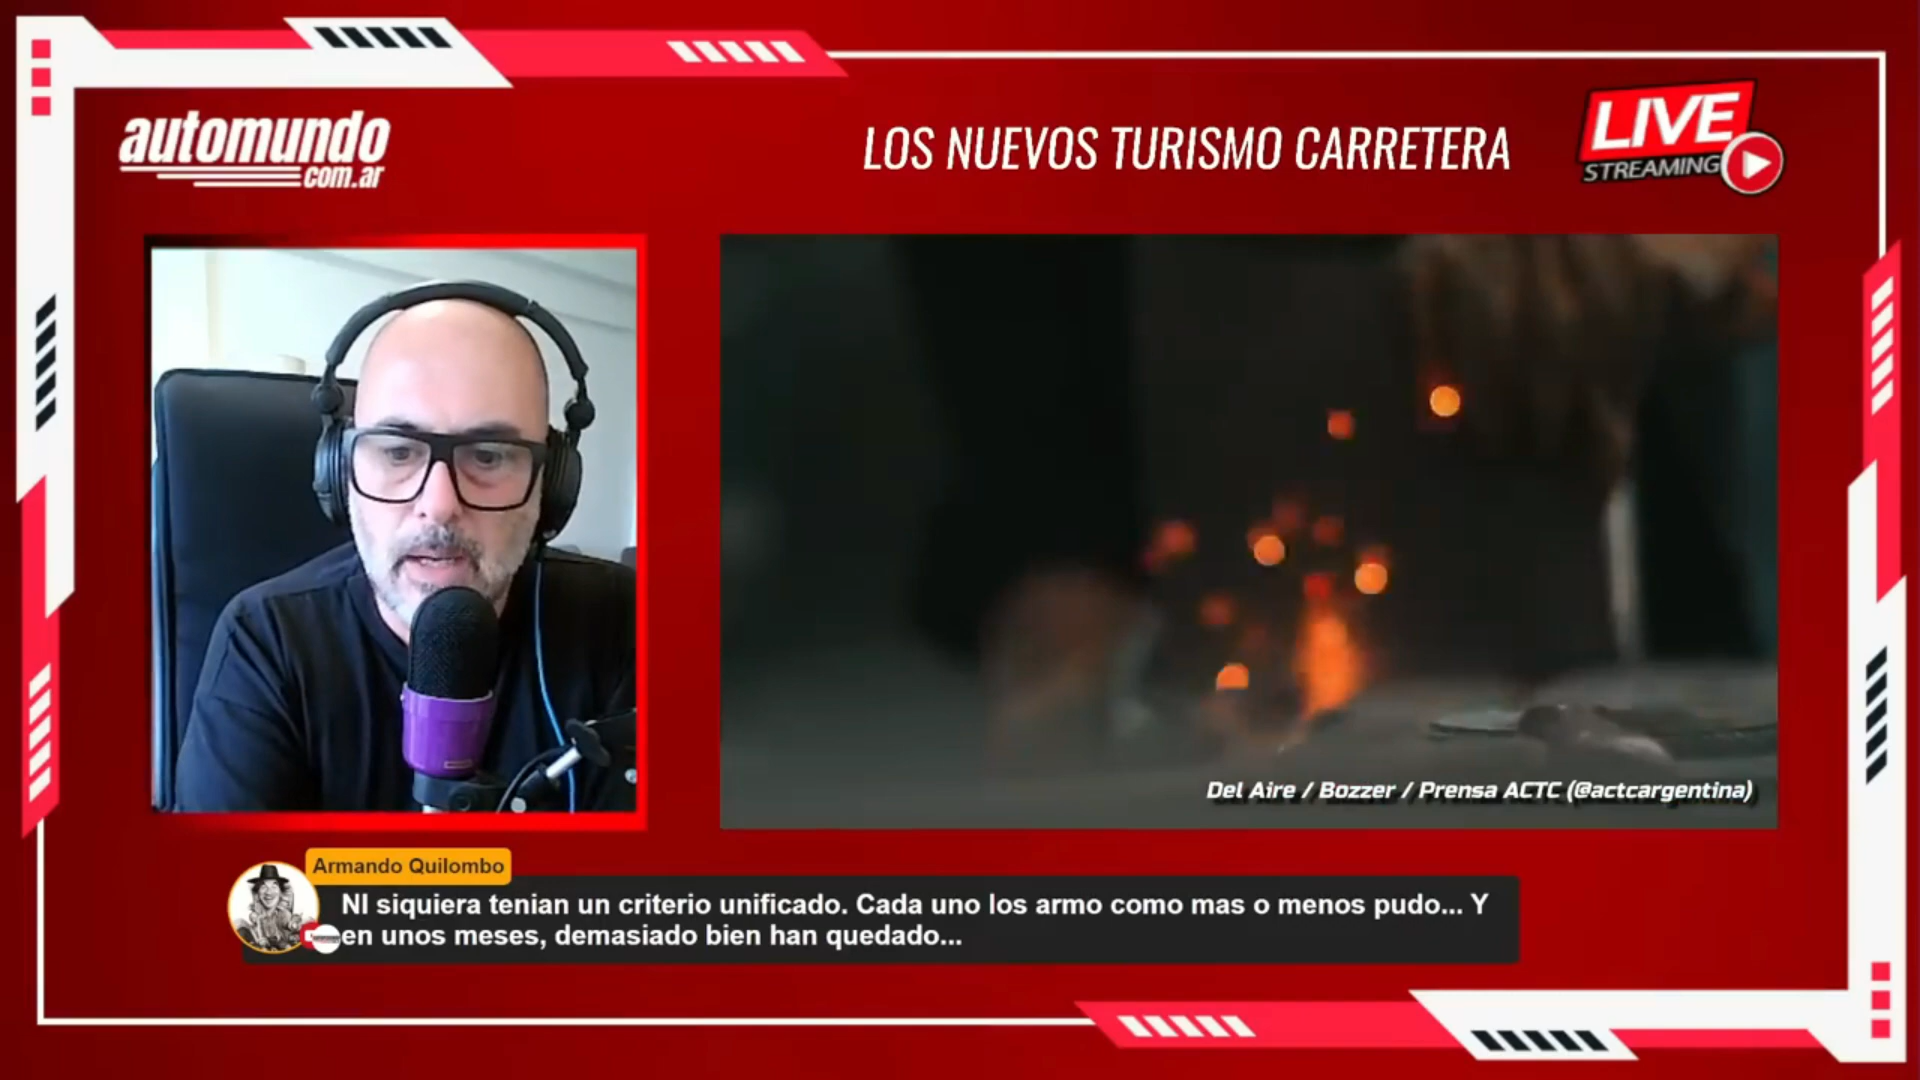 automundo
com.ar
LOS NUEVOS TURISMO CARRETERA
LIVE
STREAMING
Del Aire / Bozzer / Prensa ACTC (@actcargentina)
Armando Quilombo
NI siquiera tenian un criterio unificado. Cada uno los armo como mas o menos pudo... Y
en unos meses, demasiado bien han quedado...